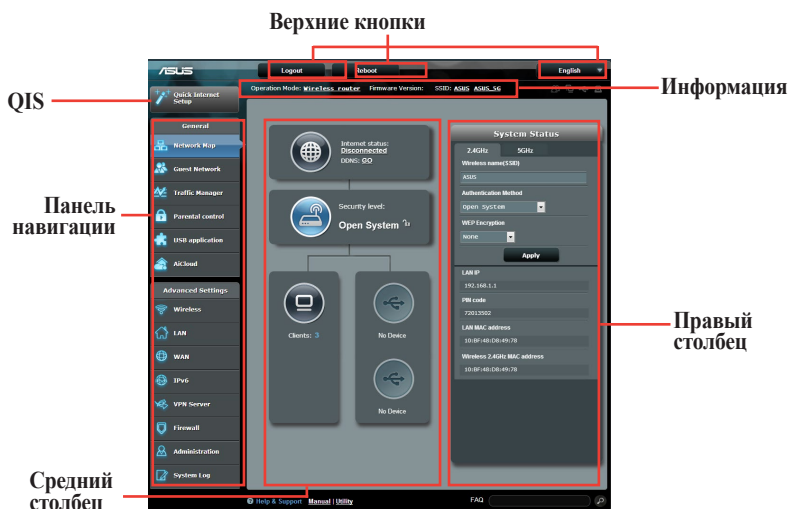 Верхние кнопки
ASUS
Logout
Reboot
English
QIS
Quick Internet
Setup
Operation Mode: Wireless router Firmware Version: SSID: ASUS ASUS_5G
Информация
General
Network Map
Guest Network
Traffic Manager
Parental control
USB application
AiCloud
Панель
навигации
Advanced Settings
Wireless
LAN
WAN
IPv6
VPN Server
Firewall
Administration
System Log
Internet status:
Disconnected
DDNS: GO
Security level:
Open System
Clients: 3
No Device
No Device
System Status
2.4GHz 5GHz
Wireless name(SSID)
ASUS
Authentication Method
Open System
WEP Encryption
None
Apply
LAN IP
192.168.1.1
PIN code
72013502
LAN MAC address
10:BF:48:D8:49:78
Wireless 2.4GHz MAC address
10:BF:48:D8:49:78
Правый
столбец
Средний
столбец
Help & Support Manual | Utility
FAQ